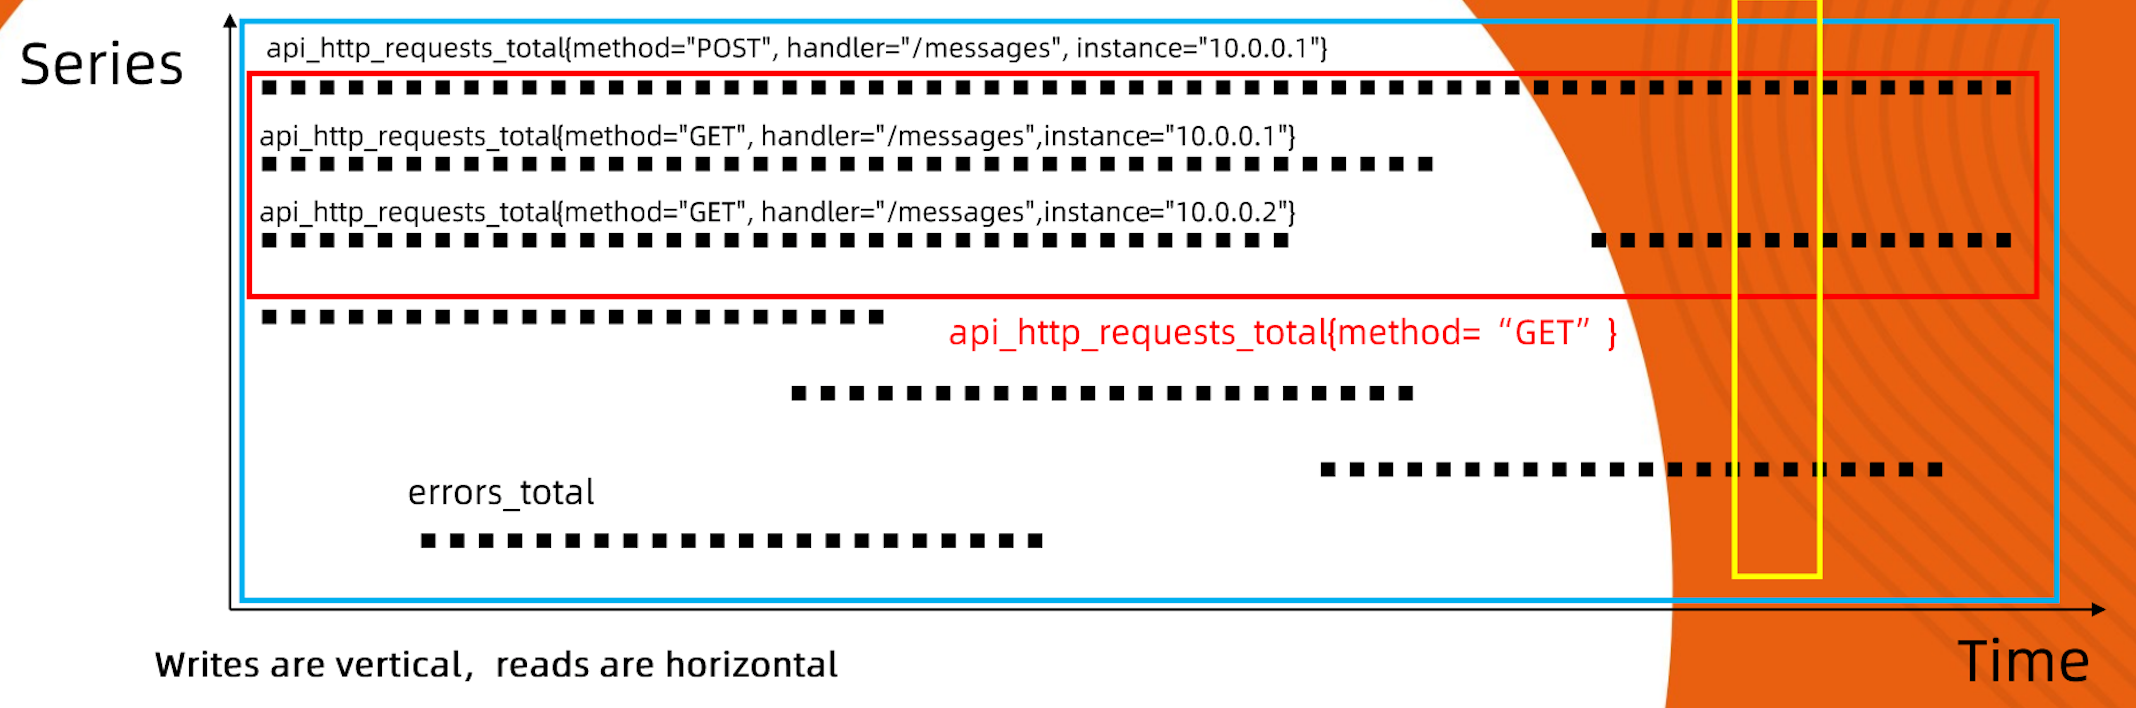 Series
api_http_requests_total{method="POST", handler="/messages", instance="10.0.0.1"}
api_http_requests_total{method="GET", handler="/messages",instance="10.0.0.1"}
api_http_requests_total{method="GET", handler="/messages",instance="10.0.0.2"}
api_http_requests_total{method=“GET”}
errors_total
Writes are vertical，reads are horizontal
Time